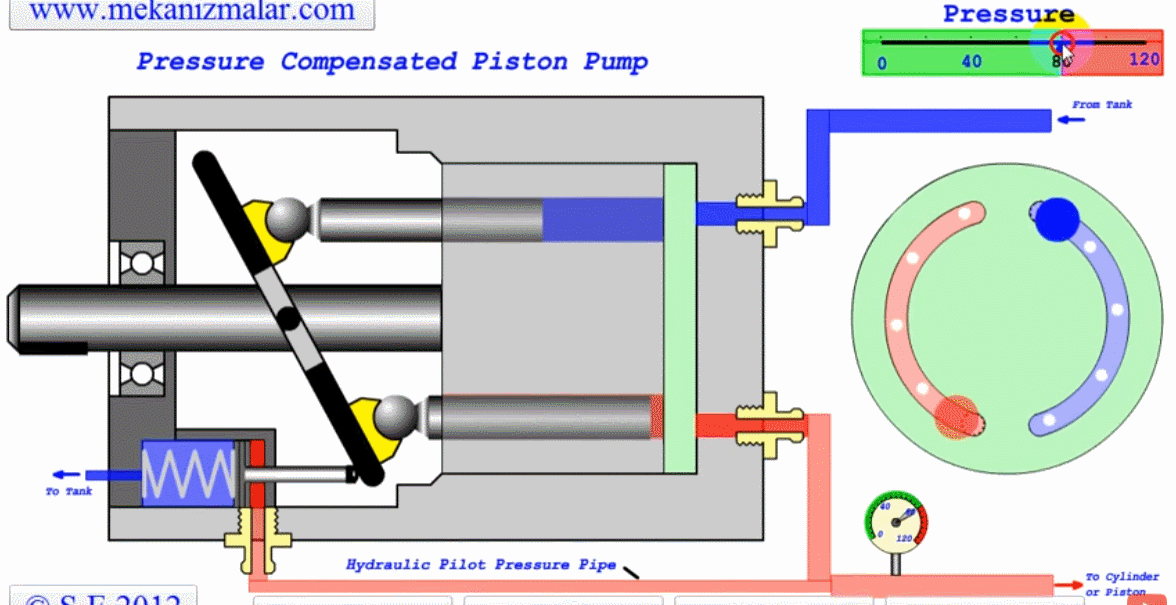 www.mekanizmalar.com
Pressure
0 40 80 120
Pressure Compensated Piston Pump
From Tank
To Tank
40 80
0 120
Hydraulic Pilot Pressure Pipe
To Cylinder
or Piston
© S.E 2012